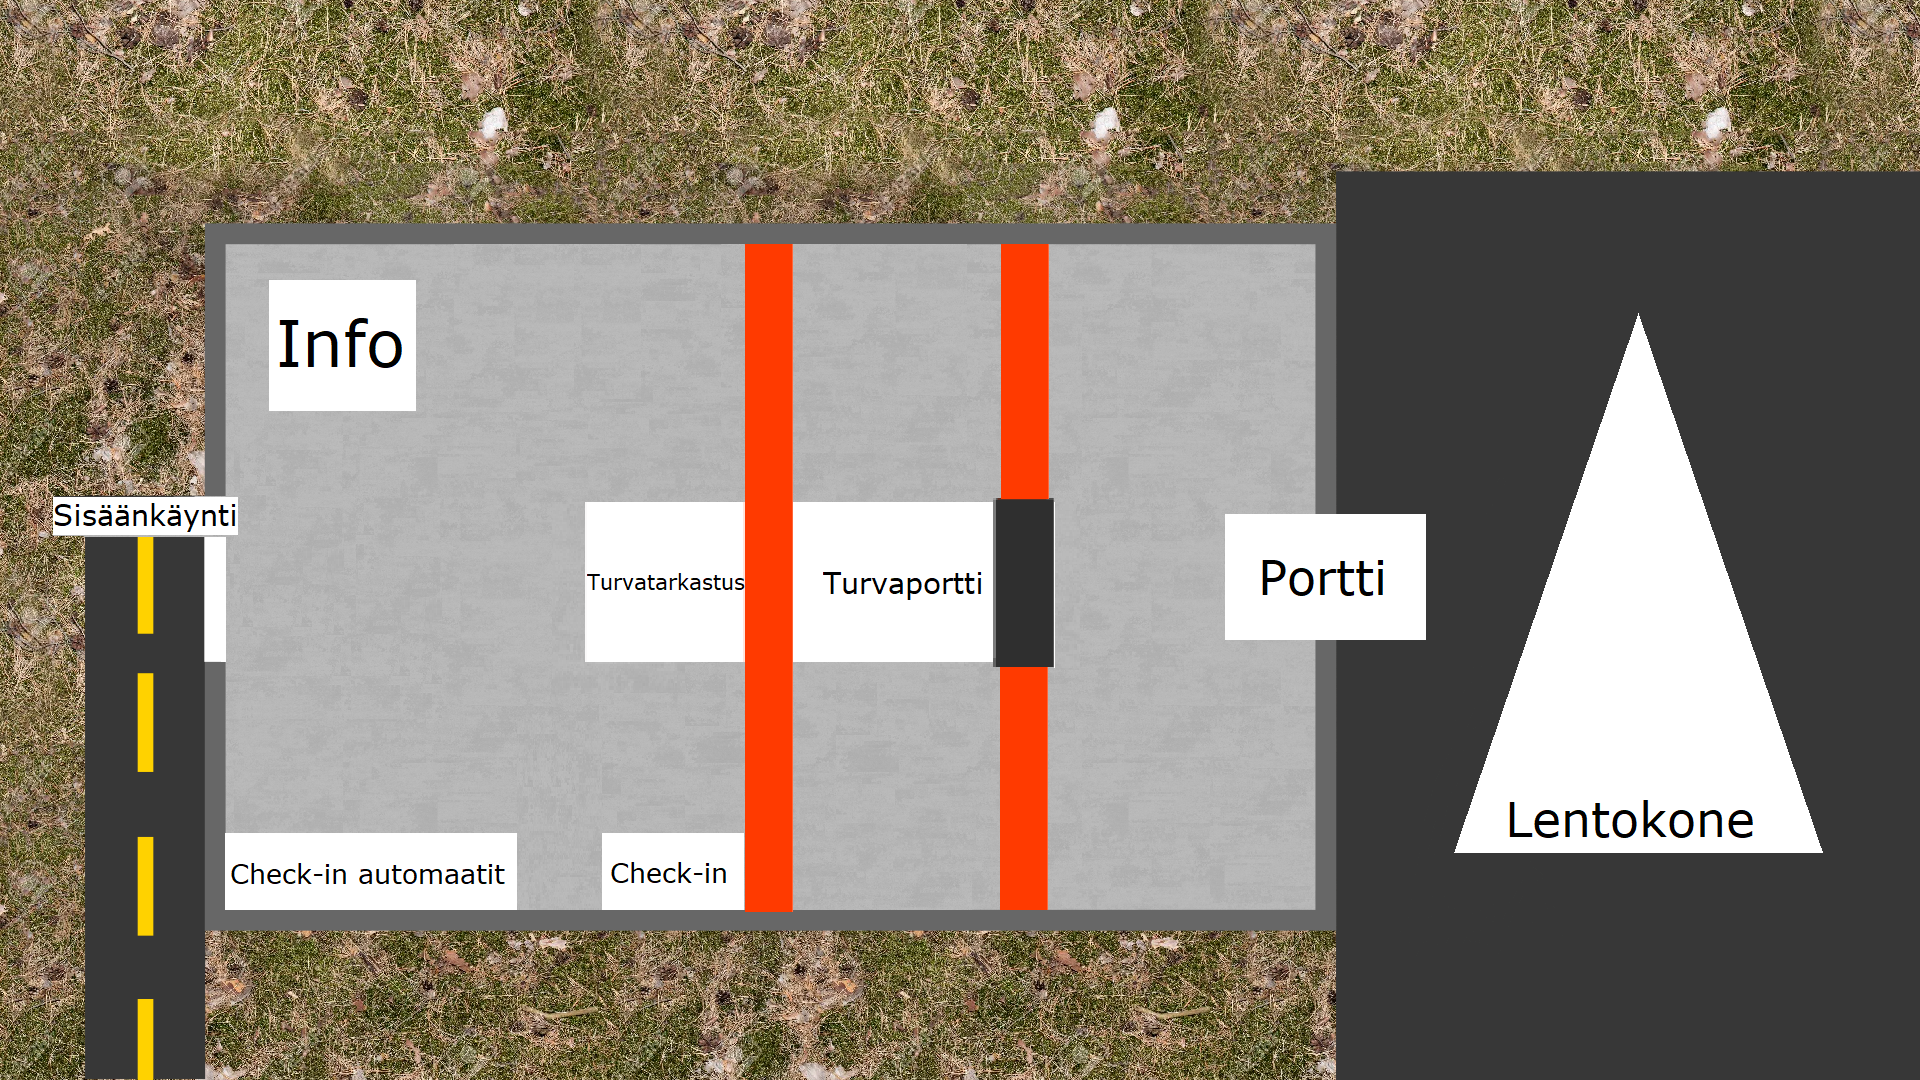 Info
Sisäänkäynti
Turvatarkastus
Turvaportti
Portti
Lentokone
Check-in automaatit
Check-in